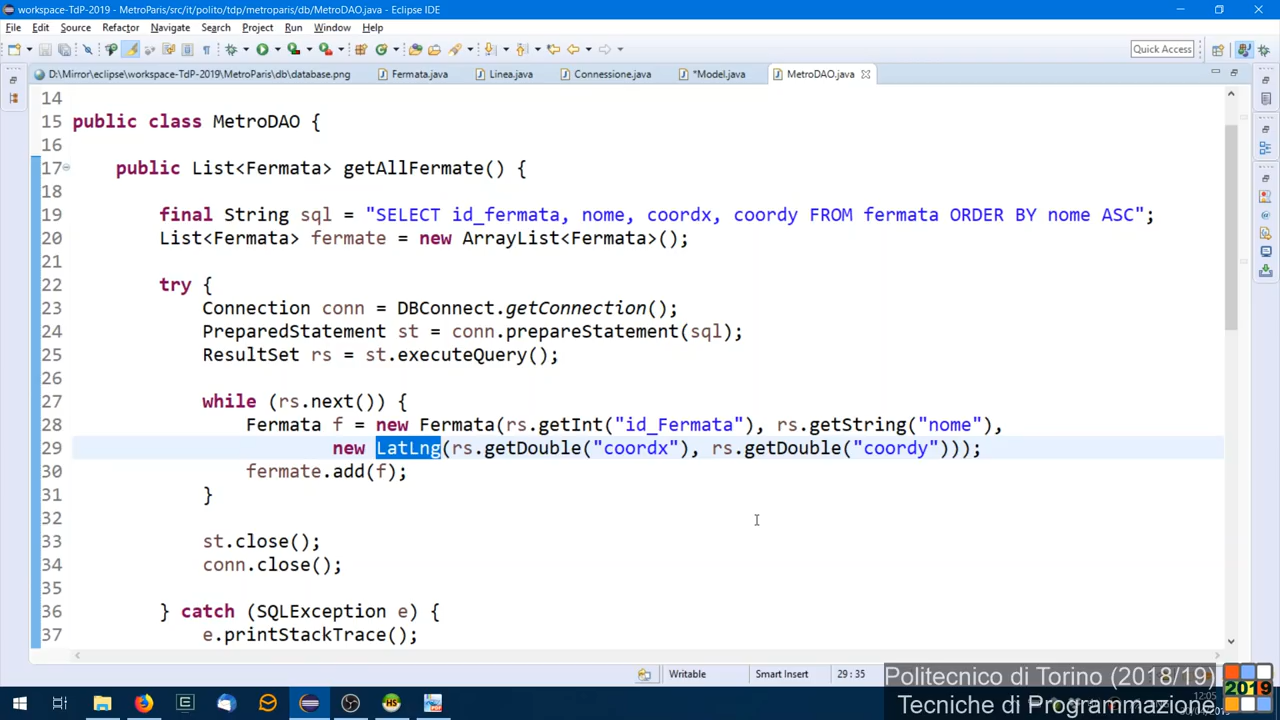 workspace-TdP-2019 - MetroParis/src/it/polito/tdp/metroparis/db/MetroDAO.java - Eclipse IDE
File Edit Source Refactor Navigate Search Project Run Window Help
Quick Access
D:\Mirror\eclipse\workspace-TdP-2019\MetroParis\db\database.png Fermata.java Linea.java Connessione.java *Model.java MetroDAO.java
14
15 public class MetroDAO {
16
17 public List<Fermata> getAllFermate() {
18
19 final String sql = "SELECT id_fermata, nome, coordx, coordy FROM fermata ORDER BY nome ASC";
20 List<Fermata> fermate = new ArrayList<Fermata>();
21
22 try {
23 Connection conn = DBConnect.getConnection();
24 PreparedStatement st = conn.prepareStatement(sql);
25 ResultSet rs = st.executeQuery();
26
27 while (rs.next()) {
28 Fermata f = new Fermata(rs.getInt("id_Fermata"), rs.getString("nome"),
29 new LatLng(rs.getDouble("coordx"), rs.getDouble("coordy")));
30 fermate.add(f);
31 }
32
33 st.close();
34 conn.close();
35
36 } catch (SQLException e) {
37 e.printStackTrace();
Writable Smart Insert 29 : 35
Politecnico di Torino (2018/19)
Tecniche di Programmazione
2019
12:05